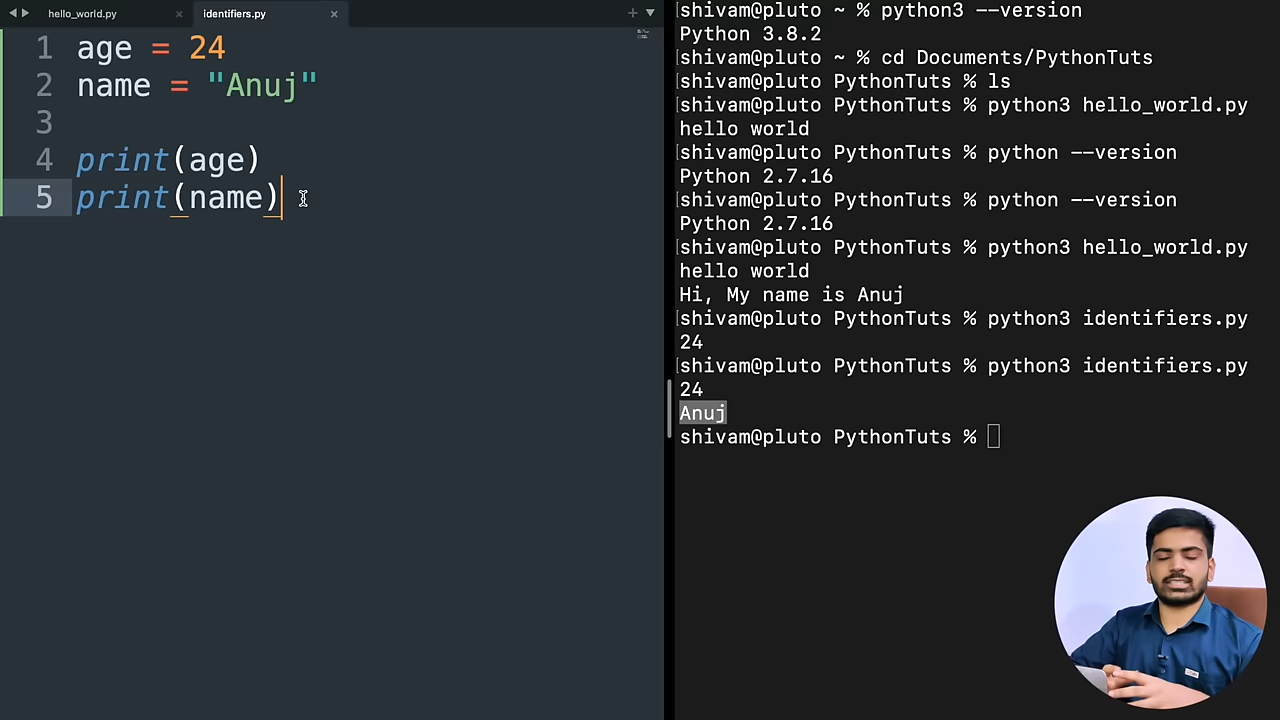 hello_world.py
identifiers.py
1 age = 24
2 name = "Anuj"
3
4 print(age)
5 print(name)
shivam@pluto ~ % python3 --version
Python 3.8.2
shivam@pluto ~ % cd Documents/PythonTuts
shivam@pluto PythonTuts % ls
shivam@pluto PythonTuts % python3 hello_world.py
hello world
shivam@pluto PythonTuts % python --version
Python 2.7.16
shivam@pluto PythonTuts % python --version
Python 2.7.16
shivam@pluto PythonTuts % python3 hello_world.py
hello world
Hi, My name is Anuj
shivam@pluto PythonTuts % python3 identifiers.py
24
shivam@pluto PythonTuts % python3 identifiers.py
24
Anuj
shivam@pluto PythonTuts %